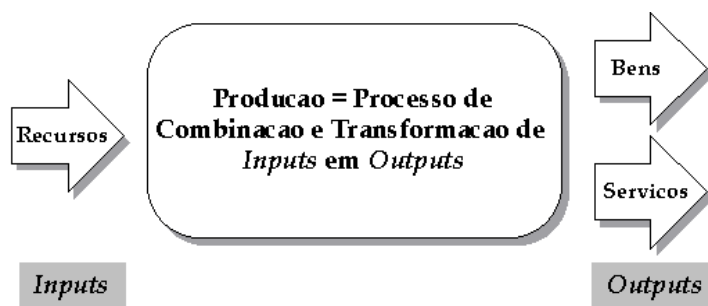 Recursos
Producao = Processo de
Combinacao e Transformacao de
Inputs em Outputs
Bens
Servicos
Inputs
Outputs